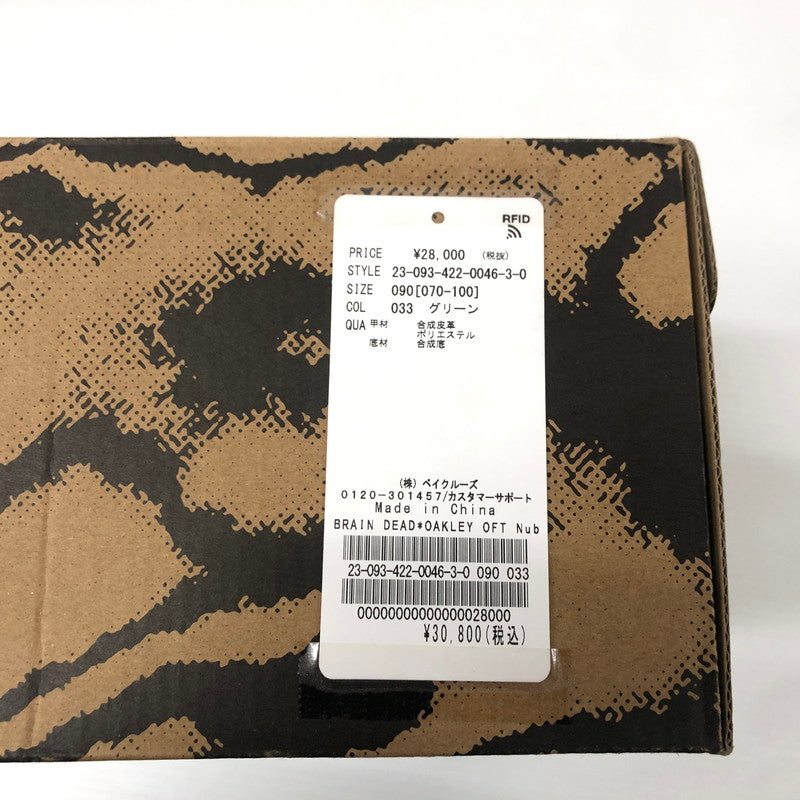 RFID
PRICE ¥28,000 (税抜)
STYLE 23-093-422-0046-3-0
SIZE 090[070-100]
COL 033 グリーン
QUA 甲材 合成皮革
ポリエステル
底材 合成底
(株) ベイクルーズ
0120-301457/カスタマーサポート
Made in China
BRAIN DEAD*OAKLEY OFT Nub
23-093-422-0046-3-0 090 033
00000000000000028000
¥30,800(税込)